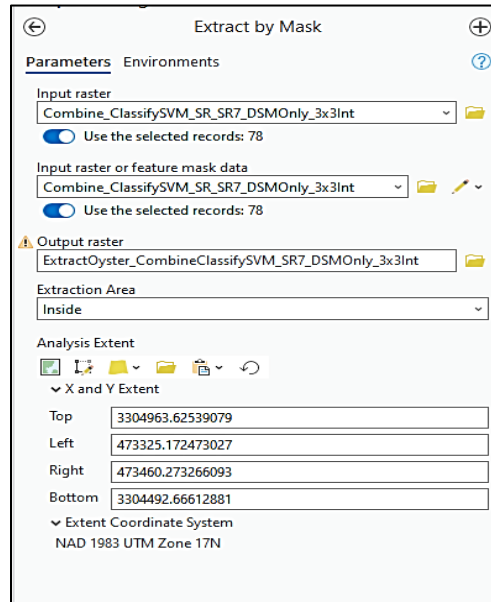 Extract by Mask
Parameters Environments
Input raster
Combine_ClassifySVM_SR_SR7_DSMOnly_3x3Int
Use the selected records: 78
Input raster or feature mask data
Combine_ClassifySVM_SR_SR7_DSMOnly_3x3Int
Use the selected records: 78
Output raster
ExtractOyster_CombineClassifySVM_SR7_DSMOnly_3x3Int
Extraction Area
Inside
Analysis Extent
X and Y Extent
Top 3304963.62539079
Left 473325.172473027
Right 473460.273266093
Bottom 3304492.66612881
Extent Coordinate System
NAD 1983 UTM Zone 17N